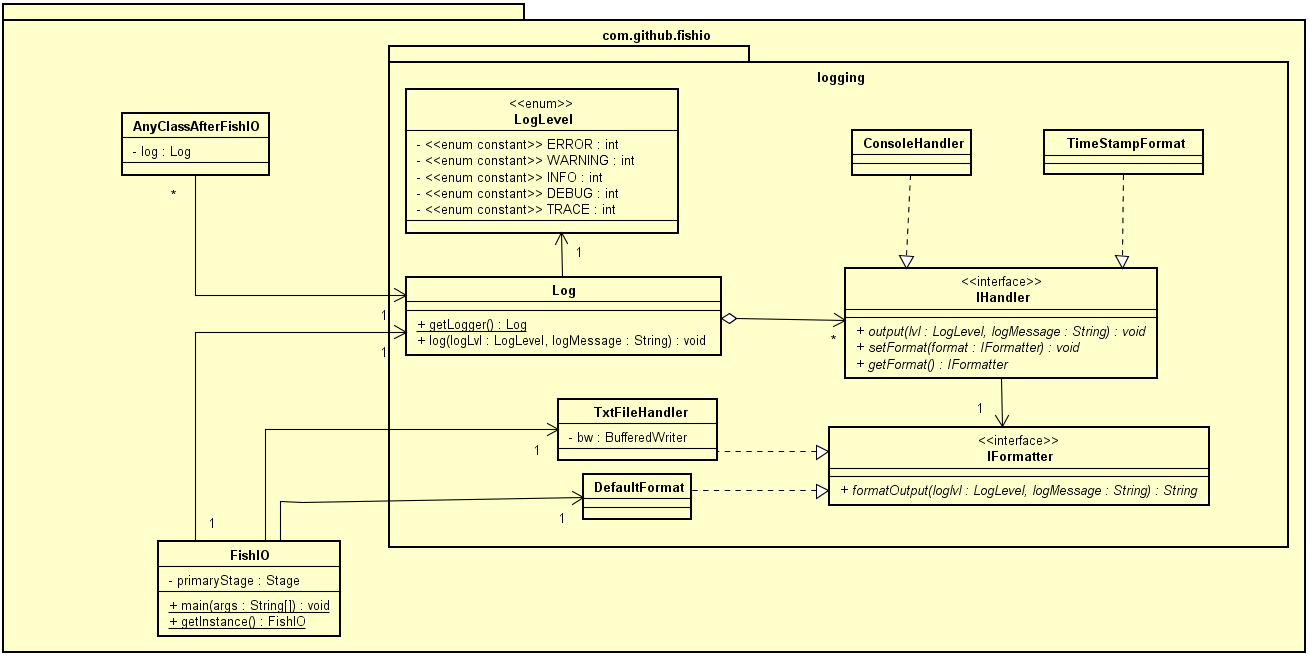 com.github.fishio
logging
AnyClassAfterFishIO
- log : Log
*
1
<<enum>>
LogLevel
- <<enum constant>> ERROR : int
- <<enum constant>> WARNING : int
- <<enum constant>> INFO : int
- <<enum constant>> DEBUG : int
- <<enum constant>> TRACE : int
1
ConsoleHandler
TimeStampFormat
Log
+ getLogger() : Log
+ log(logLvl : LogLevel, logMessage : String) : void
1
*
<<interface>>
IHandler
+ output(lvl : LogLevel, logMessage : String) : void
+ setFormat(format : IFormatter) : void
+ getFormat() : IFormatter
1
TxtFileHandler
- bw : BufferedWriter
1
DefaultFormat
1
<<interface>>
IFormatter
+ formatOutput(loglvl : LogLevel, logMessage : String) : String
1
FishIO
- primaryStage : Stage
+ main(args : String[]) : void
+ getInstance() : FishIO